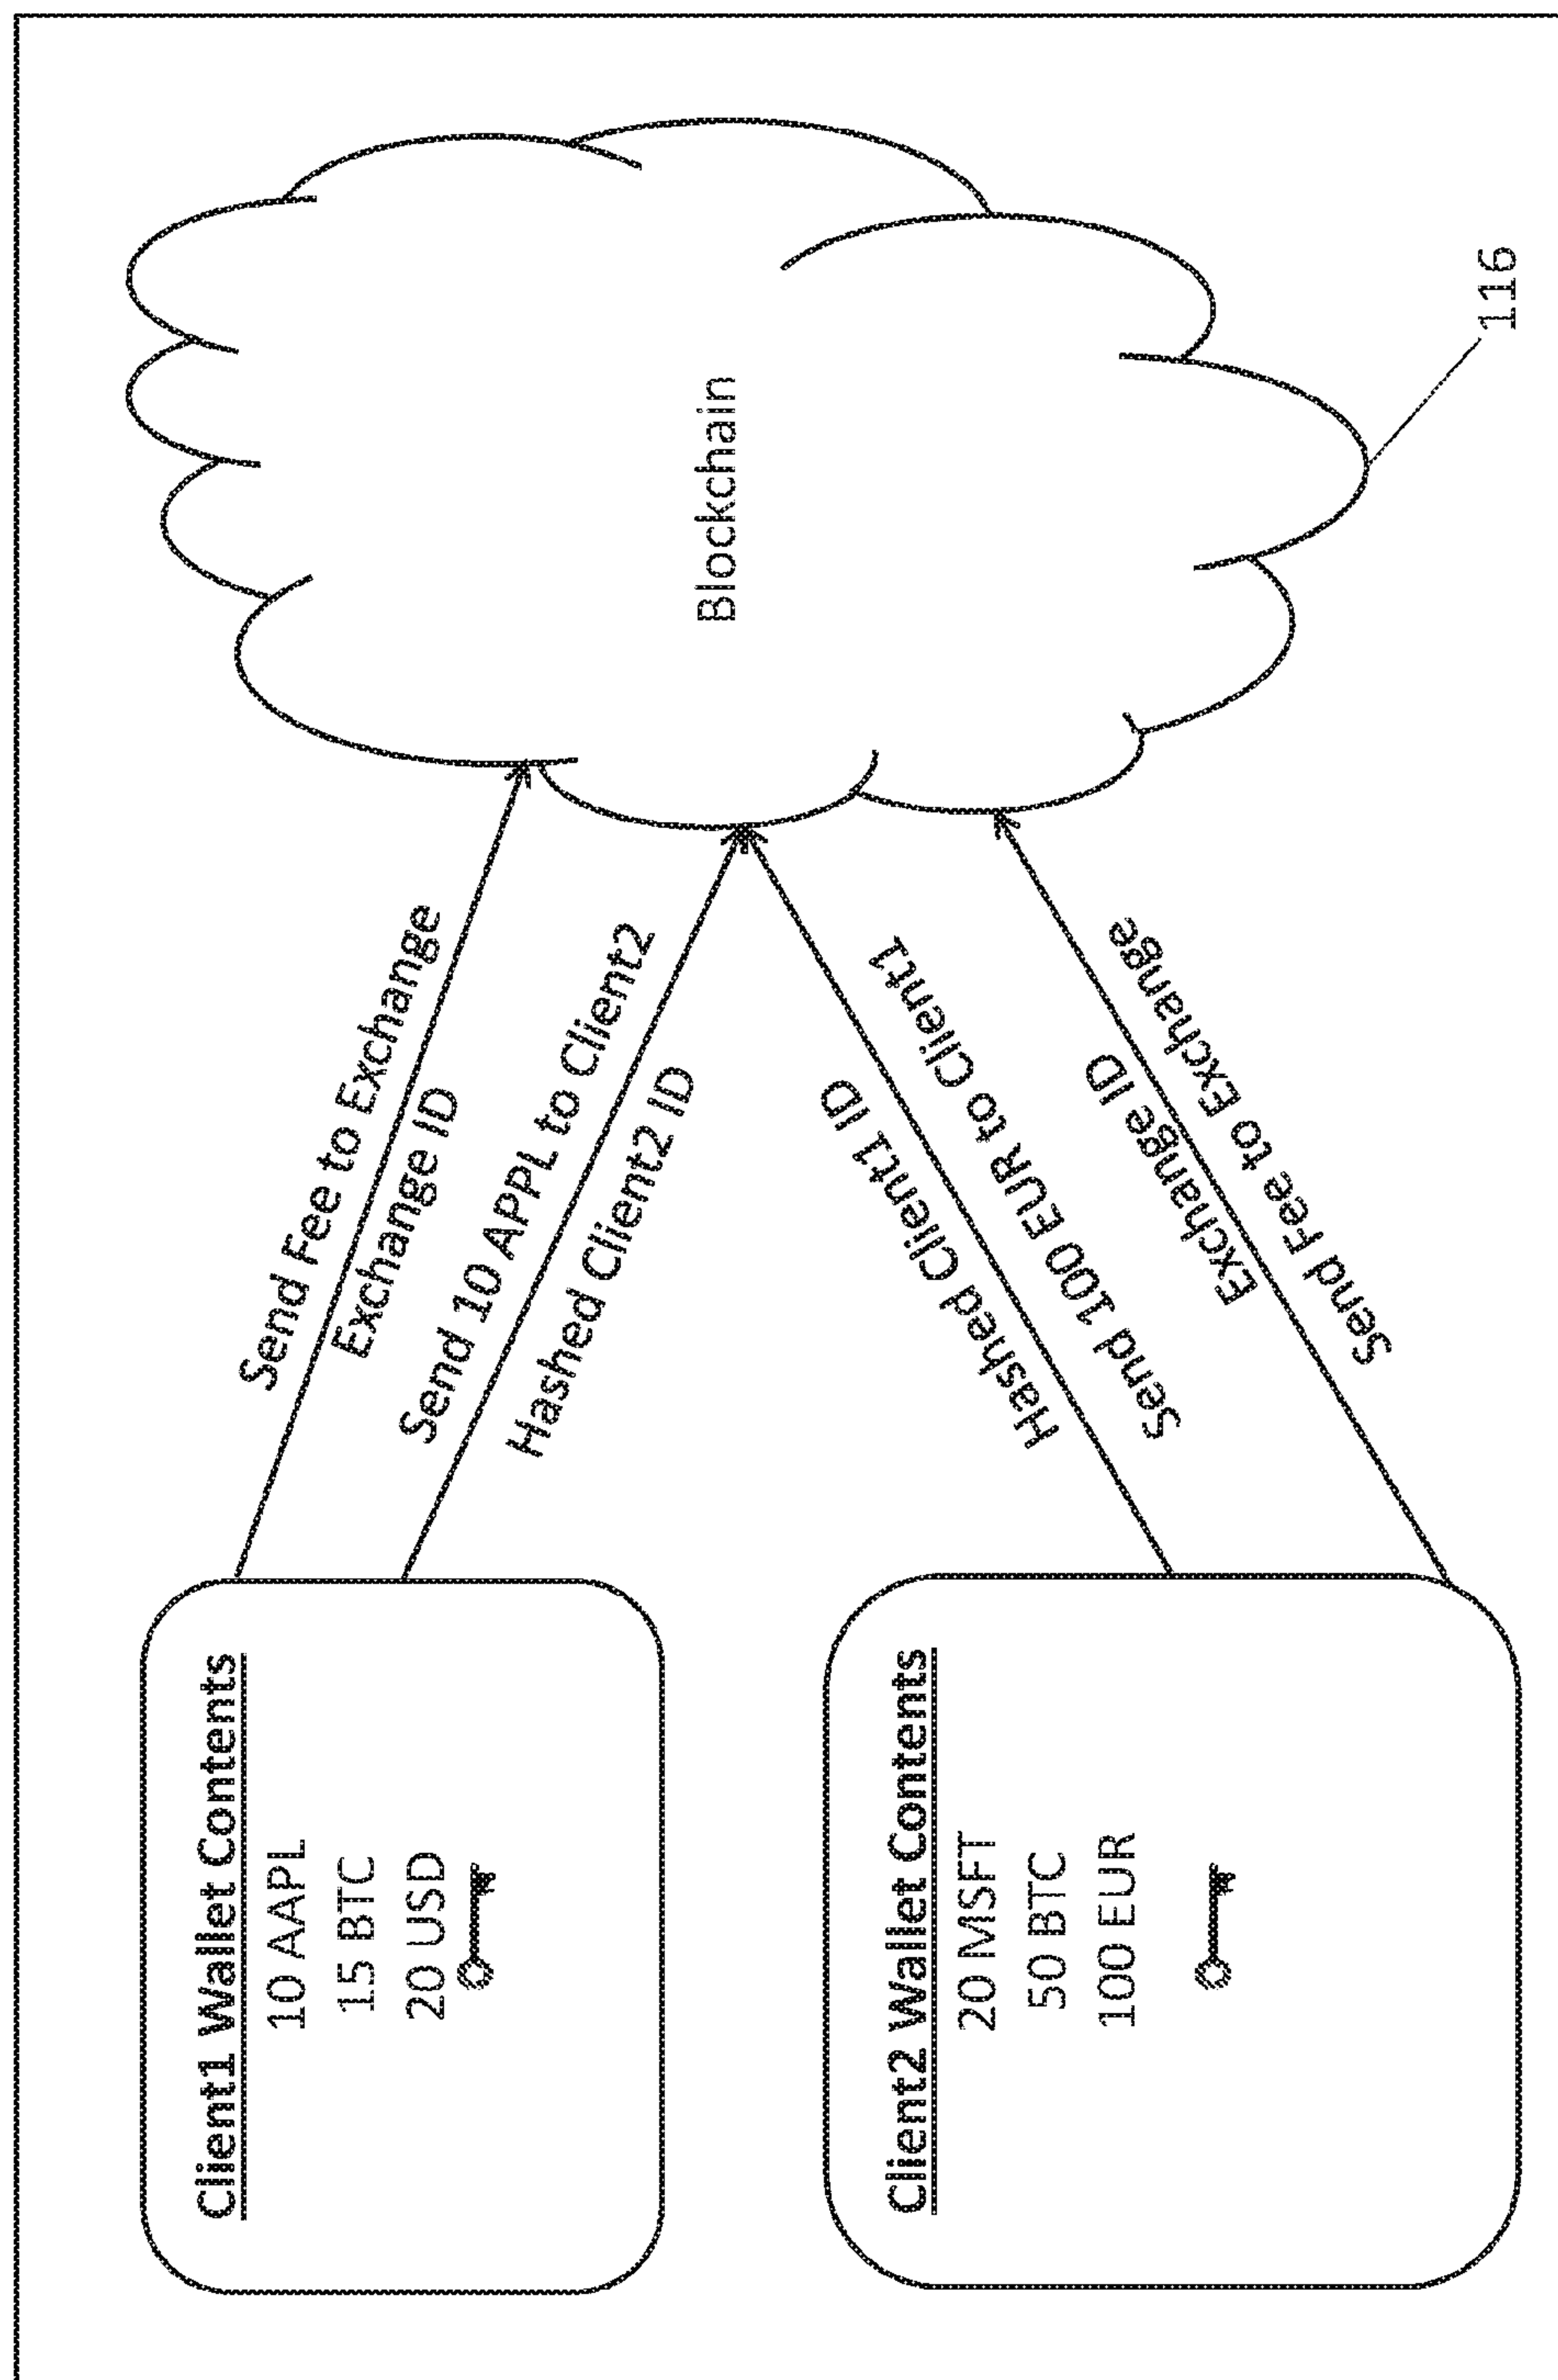 Client1 Wallet Contents
10 AAPL
15 BTC
20 USD
Send Fee to Exchange
Exchange ID
Send 10 APPL to Client2
Hashed Client2 ID
Client2 Wallet Contents
20 MSFT
50 BTC
100 EUR
Hashed Client1 ID
Send 100 EUR to Client1
Exchange ID
Send Fee to Exchange
Blockchain
116